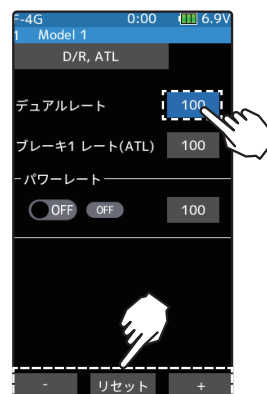 F-4G 0:00 6.9V
1 Model 1
D/R, ATL
デュアルレート 100
ブレーキ1 レート(ATL) 100
パワーレート
OFF OFF 100
- リセット +